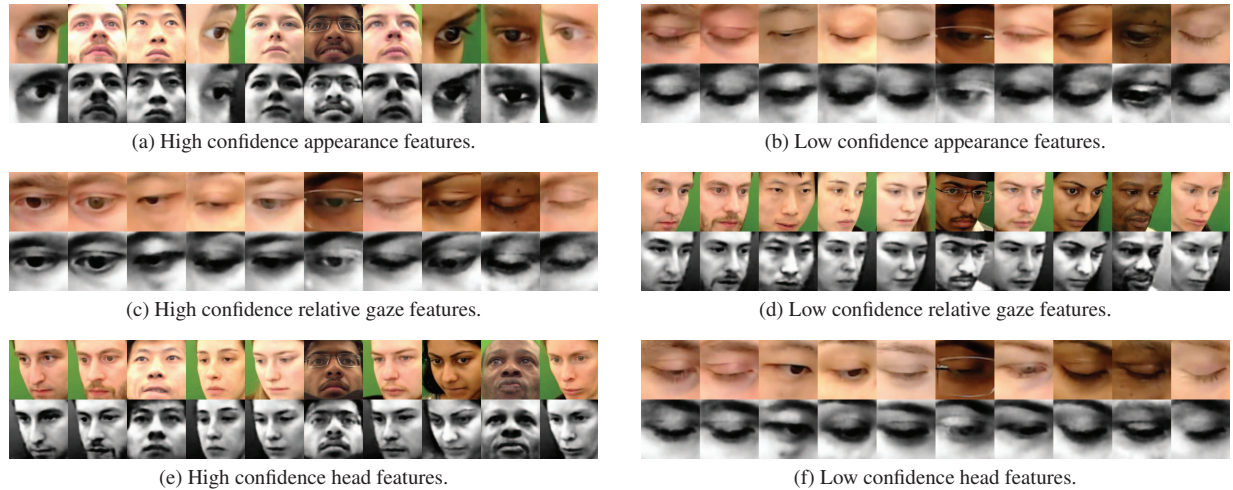 (a) High confidence appearance features.
(b) Low confidence appearance features.
(c) High confidence relative gaze features.
(d) Low confidence relative gaze features.
(e) High confidence head features.
(f) Low confidence head features.